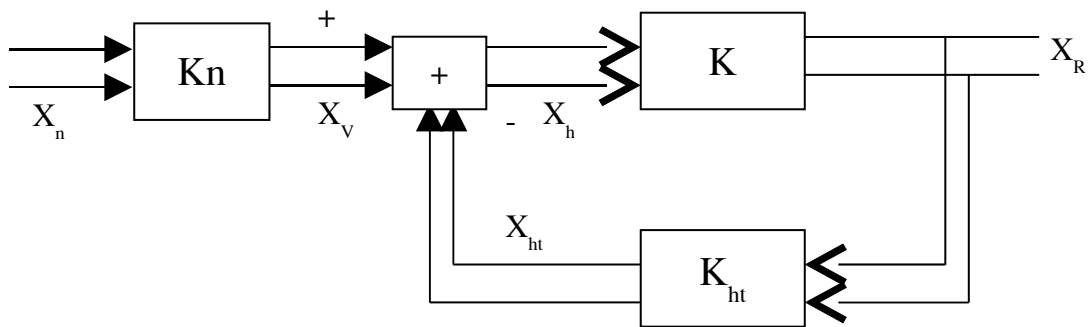 +
Kn
+
K
X_R
X_n
X_V
-
X_h
X_ht
K_ht